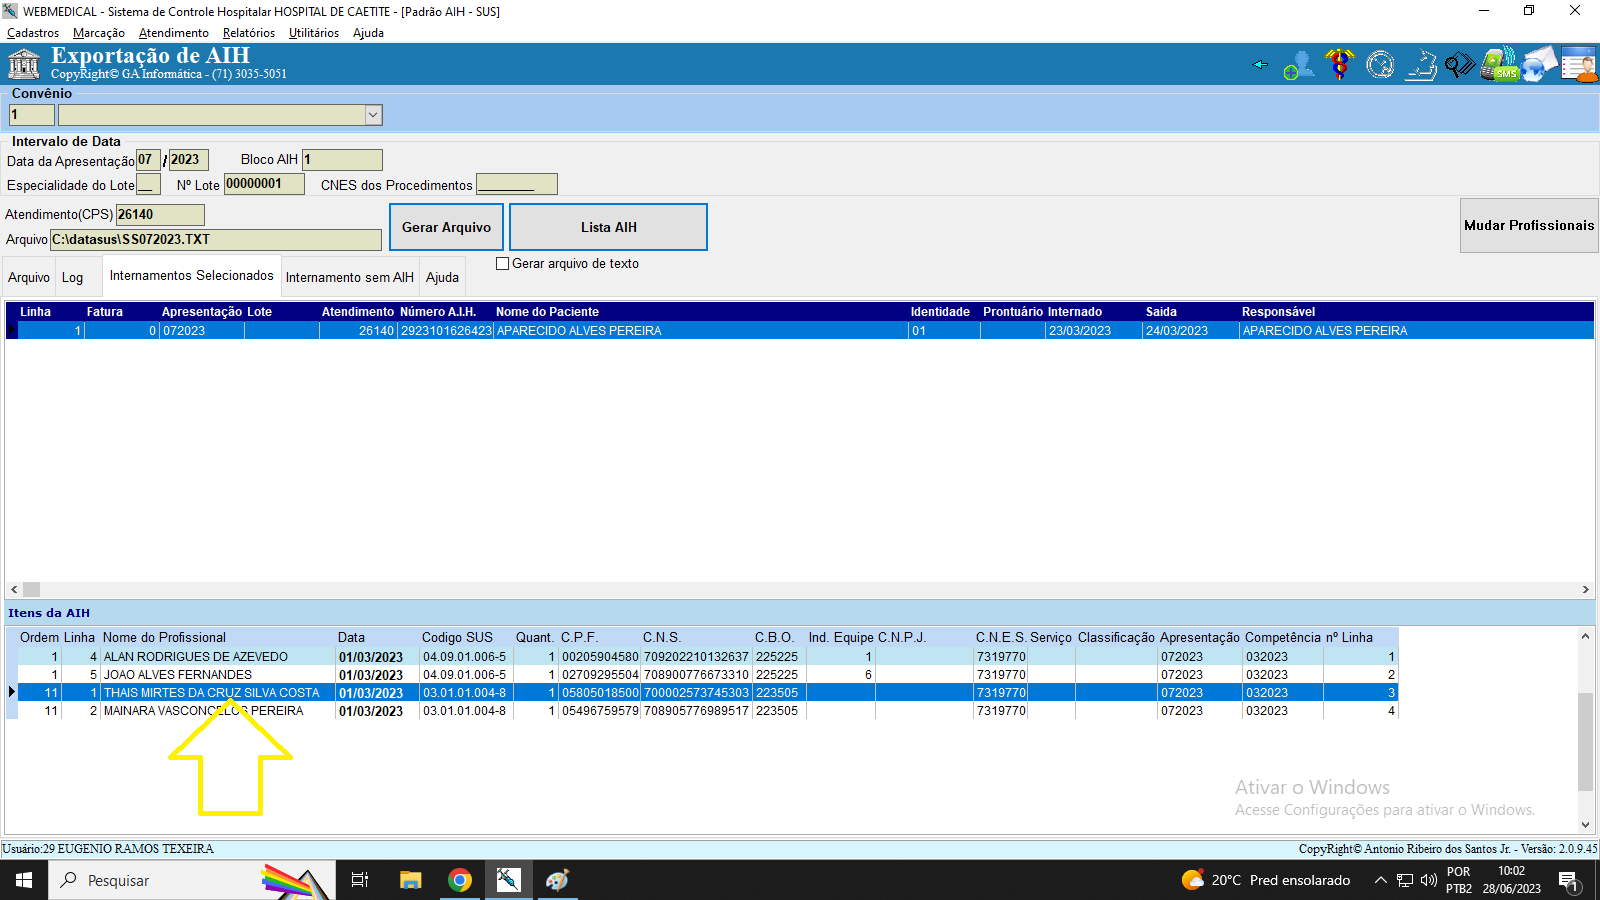 WEBMEDICAL - Sistema de Controle Hospitalar HOSPITAL DE CAETITE - [Padrão AIH - SUS]
Cadastros Marcação Atendimento Relatórios Utilitários Ajuda
Exportação de AIH
CopyRight© GA Informática - (71) 3035-5051
SMS
Convênio
1
Intervalo de Data
Data da Apresentação 07 / 2023 Bloco AIH 1
Especialidade do Lote __ Nº Lote 00000001 CNES dos Procedimentos _______
Atendimento(CPS) 26140
Gerar Arquivo Lista AIH Mudar Profissionais
Arquivo C:\datasus\SS072023.TXT
Gerar arquivo de texto
Arquivo Log Internamentos Selecionados Internamento sem AIH Ajuda
Linha Fatura Apresentação Lote Atendimento Número A.I.H. Nome do Paciente Identidade Prontuário Internado Saida Responsável
1 0 072023 26140 2923101626423 APARECIDO ALVES PEREIRA 01 23/03/2023 24/03/2023 APARECIDO ALVES PEREIRA
Itens da AIH
Ordem Linha Nome do Profissional Data Codigo SUS Quant. C.P.F. C.N.S. C.B.O. Ind. Equipe C.N.P.J. C.N.E.S. Serviço Classificação Apresentação Competência nº Linha
1 4 ALAN RODRIGUES DE AZEVEDO 01/03/2023 04.09.01.006-5 1 00205904580 709202210132637 225225 1 7319770 072023 032023 1
1 5 JOAO ALVES FERNANDES 01/03/2023 04.09.01.006-5 1 02709295504 708900776673310 225225 6 7319770 072023 032023 2
11 1 THAIS MIRTES DA CRUZ SILVA COSTA 01/03/2023 03.01.01.004-8 1 05805018500 700002573745303 223505 7319770 072023 032023 3
11 2 MAINARA VASCONCELOS PEREIRA 01/03/2023 03.01.01.004-8 1 05496759579 708905776989517 223505 7319770 072023 032023 4
Ativar o Windows
Acesse Configurações para ativar o Windows.
Usuário:29 EUGENIO RAMOS TEXEIRA CopyRight© Antonio Ribeiro dos Santos Jr. - Versão: 2.0.9.45
Pesquisar
20°C Pred ensolarado
POR
PTB2
10:02
28/06/2023
1